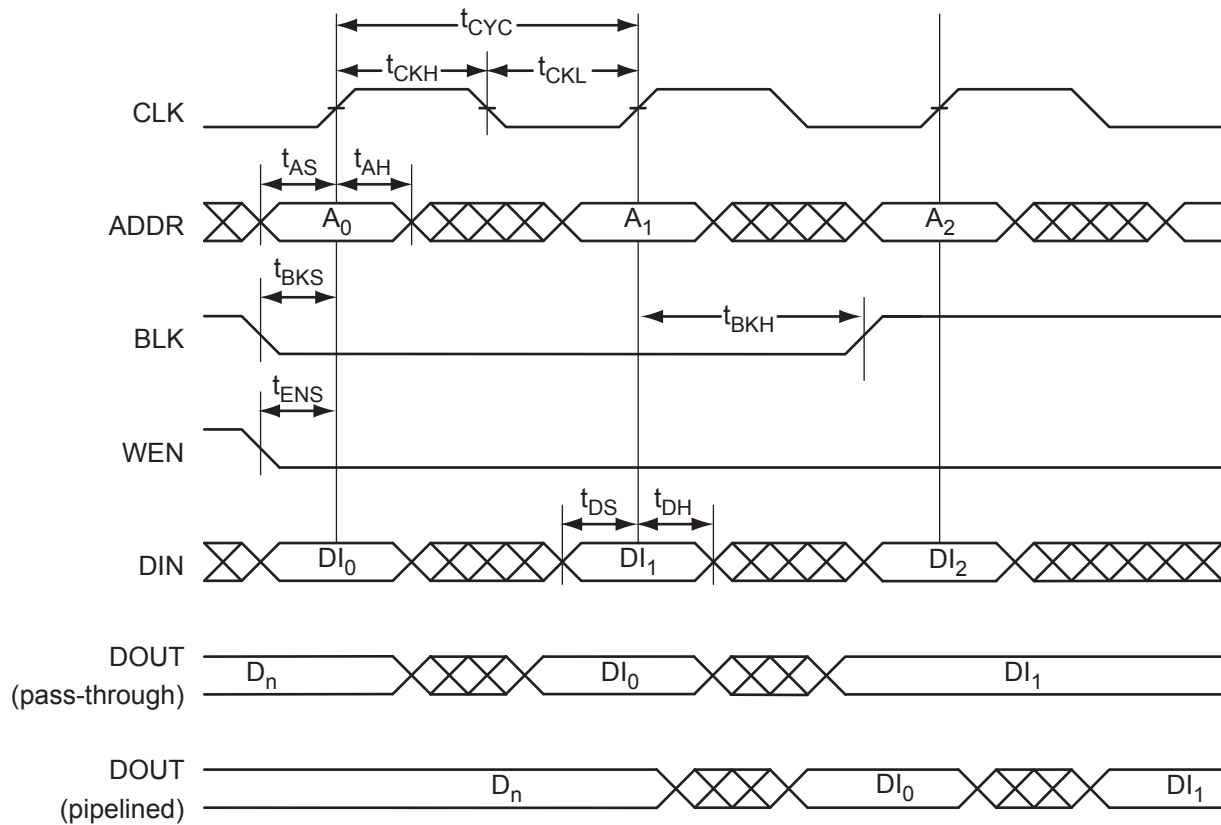 tCYC
tCKH tCKL
CLK
tAS tAH
ADDR A0 A1 A2
tBKS
BLK tBKH
tENS
WEN
tDS tDH
DIN DI0 DI1 DI2
DOUT
(pass-through)
Dn DI0 DI1
DOUT
(pipelined)
Dn DI0 DI1